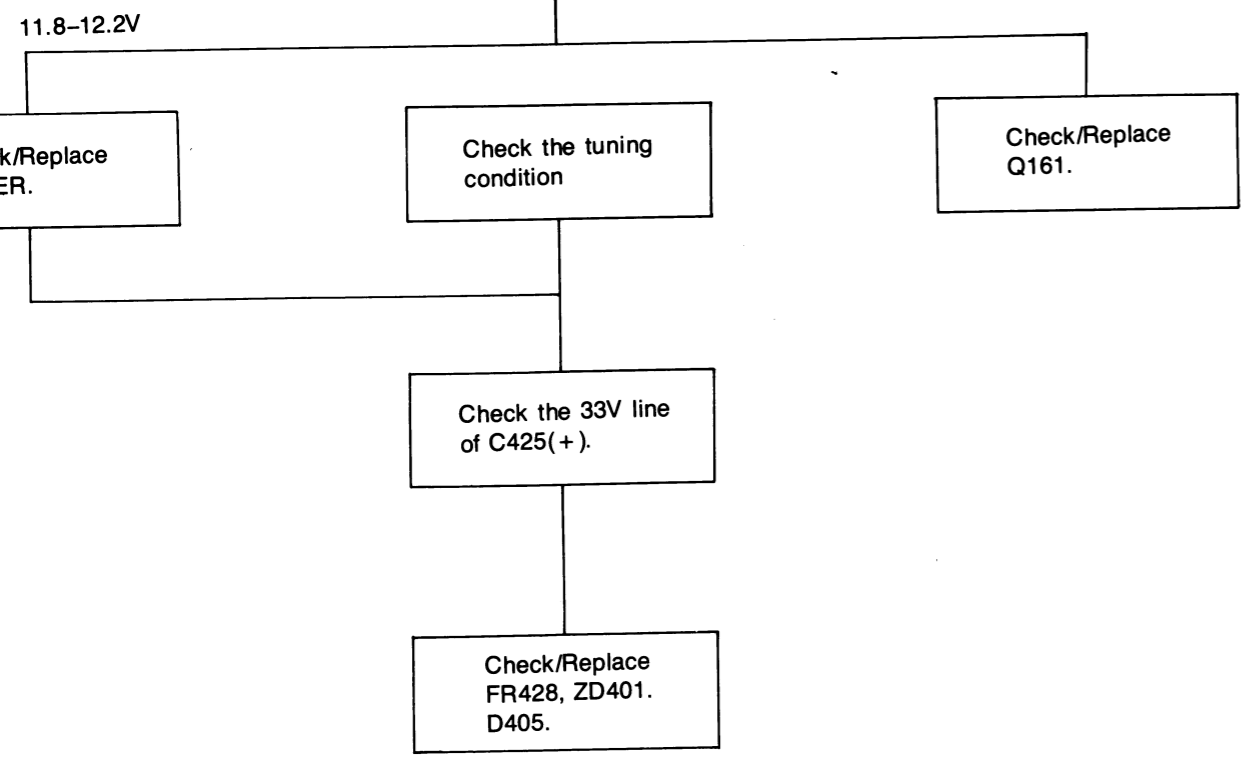 11.8–12.2V
k/Replace
ER.
Check the tuning
condition
Check/Replace
Q161.
Check the 33V line
of C425(+).
Check/Replace
FR428, ZD401.
D405.